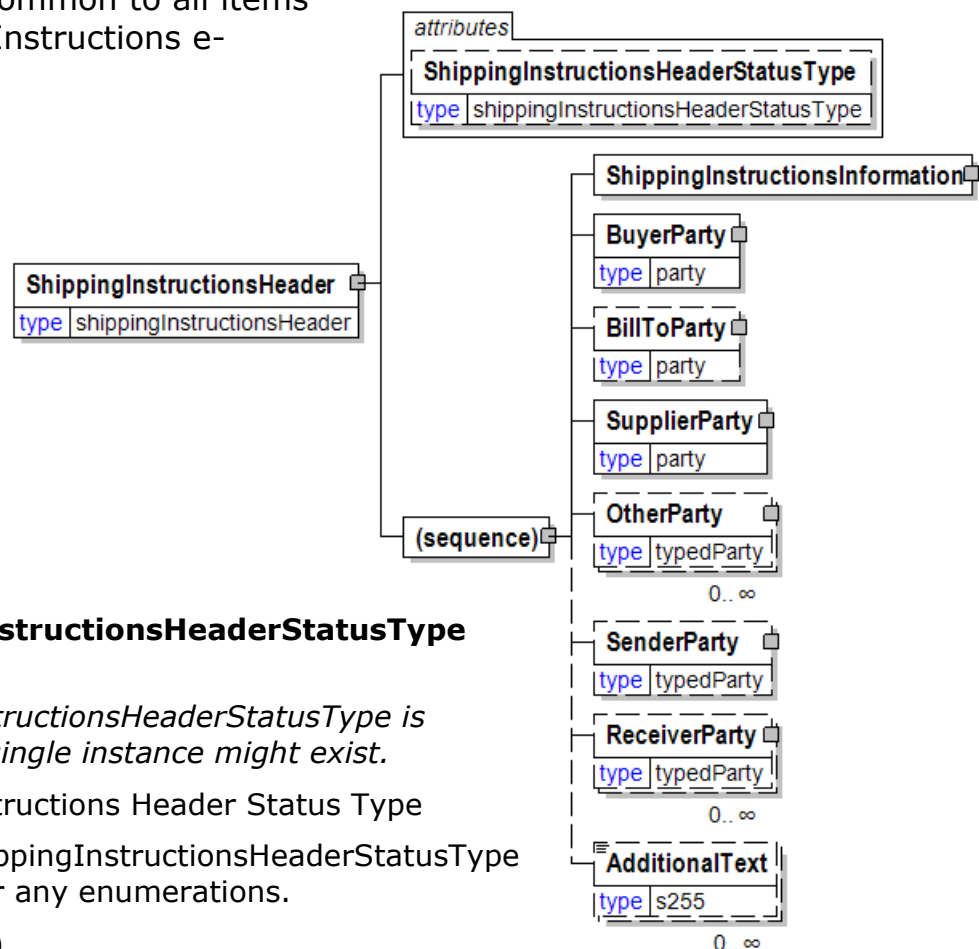 ommon to all items
Instructions e-
attributes
ShippingInstructionsHeaderStatusType
type shippingInstructionsHeaderStatusType
ShippingInstructionsInformation
BuyerParty
type party
ShippingInstructionsHeader
type shippingInstructionsHeader
BillToParty
type party
SupplierParty
type party
(sequence)
OtherParty
type typedParty
0.. ∞
structionsHeaderStatusType
SenderParty
type typedParty
tructionsHeaderStatusType is
single instance might exist.
ReceiverParty
type typedParty
0.. ∞
tructions Header Status Type
ppingInstructionsHeaderStatusType
r any enumerations.
AdditionalText
type s255
0.. ∞